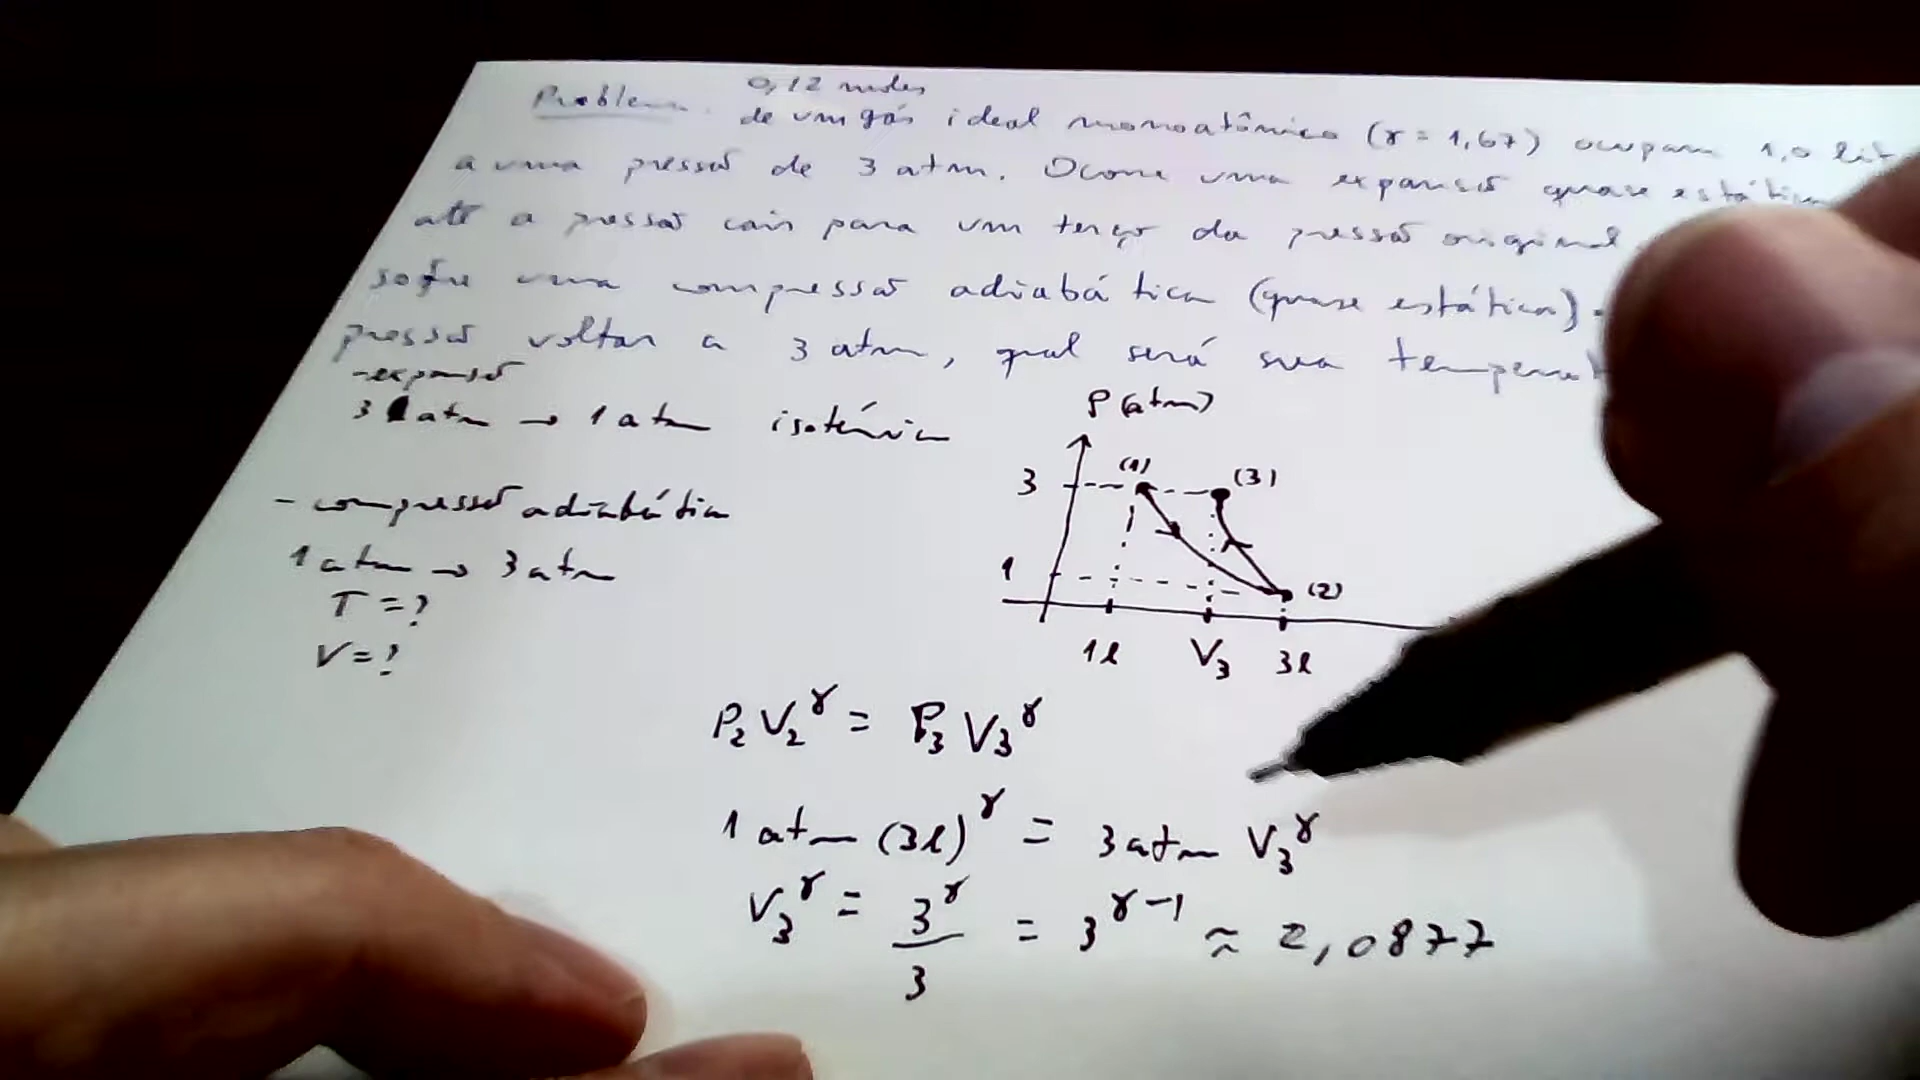 Problema. 0,12 moles
de um gás ideal monoatômico (γ = 1,67) ocupam 1,0
a uma pressão de 3 atm. Ocorre uma expansão quase estática
até a pressão cair para um terço da pressão original
sofre uma compressão adiabática (quase estática)
pressão voltar a 3 atm, qual será sua
- expansão
3 atm → 1 atm isotérmica
- compressão adiabática
1 atm → 3 atm
T = ?
V = ?
P (atm)
3
(1)
(3)
1
(2)
1l V₃ 3l
P₂ V₂^γ = P₃ V₃^γ
1 atm (3l)^γ = 3 atm V₃^γ
V₃^γ = 3^γ / 3 = 3^γ-1 ≈ 2,0877